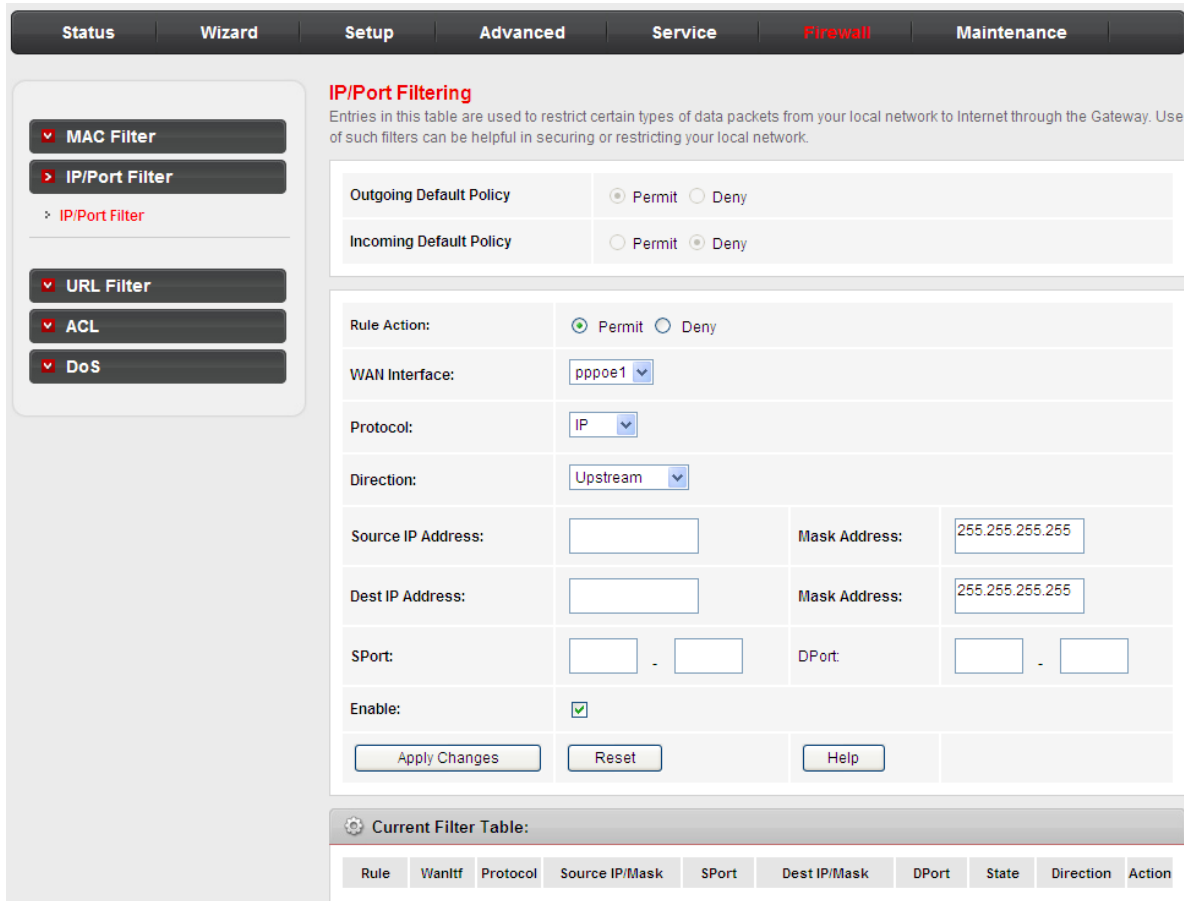 Status Wizard Setup Advanced Service Firewall Maintenance
MAC Filter
IP/Port Filter
IP/Port Filter
URL Filter
ACL
DoS
IP/Port Filtering
Entries in this table are used to restrict certain types of data packets from your local network to Internet through the Gateway. Use
of such filters can be helpful in securing or restricting your local network.
Outgoing Default Policy Permit Deny
Incoming Default Policy Permit Deny
Rule Action: Permit Deny
WAN Interface: pppoe1
Protocol: IP
Direction: Upstream
Source IP Address: Mask Address: 255.255.255.255
Dest IP Address: Mask Address: 255.255.255.255
SPort: - DPort: -
Enable:
Apply Changes Reset Help
Current Filter Table:
Rule WanItf Protocol Source IP/Mask SPort Dest IP/Mask DPort State Direction Action